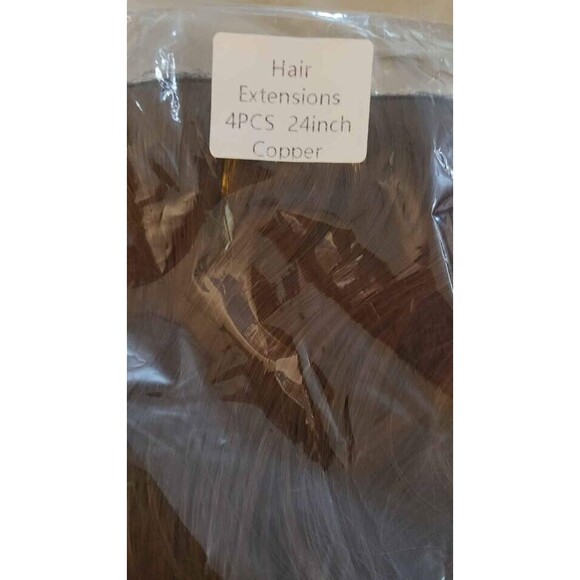 Hair
Extensions
4PCS 24inch
Copper